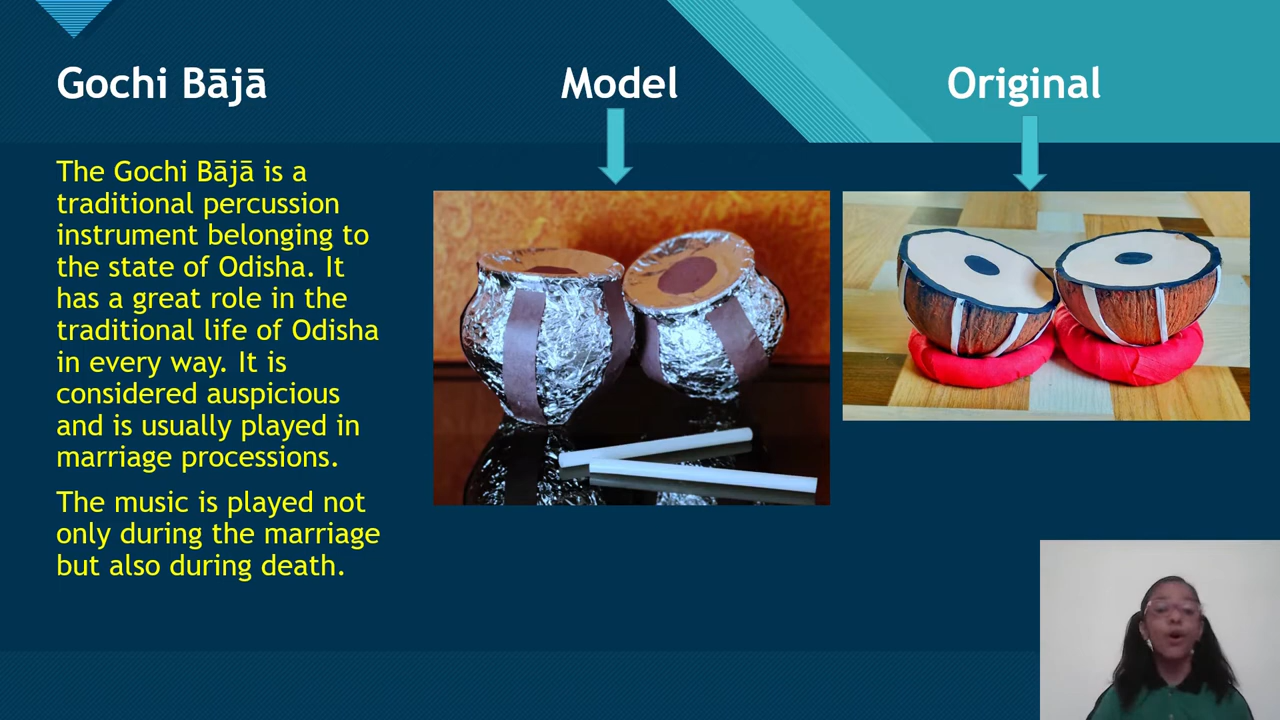 Gochi Bājā
Model
Original
The Gochi Bājā is a
traditional percussion
instrument belonging to
the state of Odisha. It
has a great role in the
traditional life of Odisha
in every way. It is
considered auspicious
and is usually played in
marriage processions.
The music is played not
only during the marriage
but also during death.